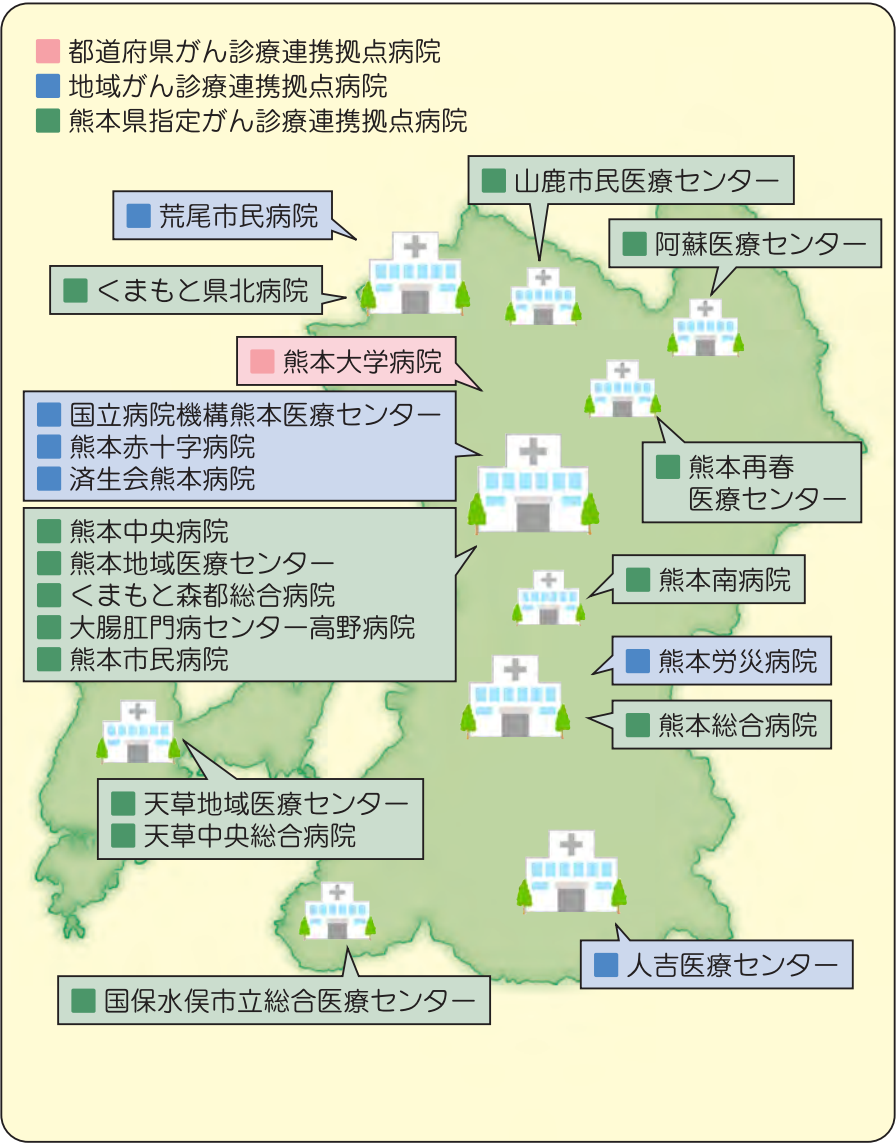 都道府県がん診療連携拠点病院
地域がん診療連携拠点病院
熊本県指定がん診療連携拠点病院
山鹿市民医療センター
荒尾市民病院
阿蘇医療センター
くまもと県北病院
熊本大学病院
国立病院機構熊本医療センター
熊本赤十字病院
済生会熊本病院
熊本再春
医療センター
熊本中央病院
熊本地域医療センター
くまもと森都総合病院
大腸肛門病センター高野病院
熊本市民病院
熊本南病院
熊本労災病院
熊本総合病院
天草地域医療センター
天草中央総合病院
人吉医療センター
国保水俣市立総合医療センター